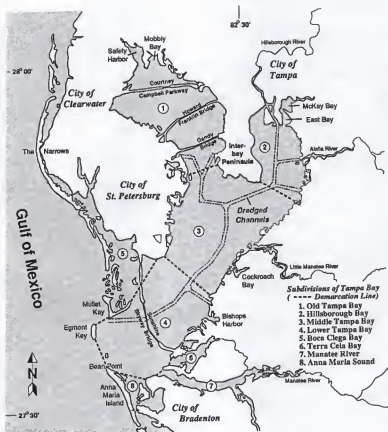 82° 30'
Mobbly
Bay
Safety
Harbor
Hillsborough River
City of
Tampa
28° 00'
Courtney
Campbell Parkway
City of
Clearwater
McKay Bay
East Bay
1
Howard
Franklin Bridge
Gandy
Bridge
2
The Narrows
Inter-
bay
Peninsula
Alafia River
City of
St. Petersburg
Dredged
Channels
3
Gulf of Mexico
5
Little Manatee River
Cockroach
Bay
Subdivisions of Tampa Bay
( ---- Demarcation Line)
1. Old Tampa Bay
2. Hillsborough Bay
3. Middle Tampa Bay
4. Lower Tampa Bay
5. Boca Ciega Bay
6. Terra Ceia Bay
7. Manatee River
8. Anna Maria Sound
Mullet
Key
Sunshine
Skyway Bridge
4
Bishops
Harbor
Egmont
Key
6
N
Bean Point
7
Manatee River
Anna
Maria
Island
8
City of
Bradenton
27° 30'